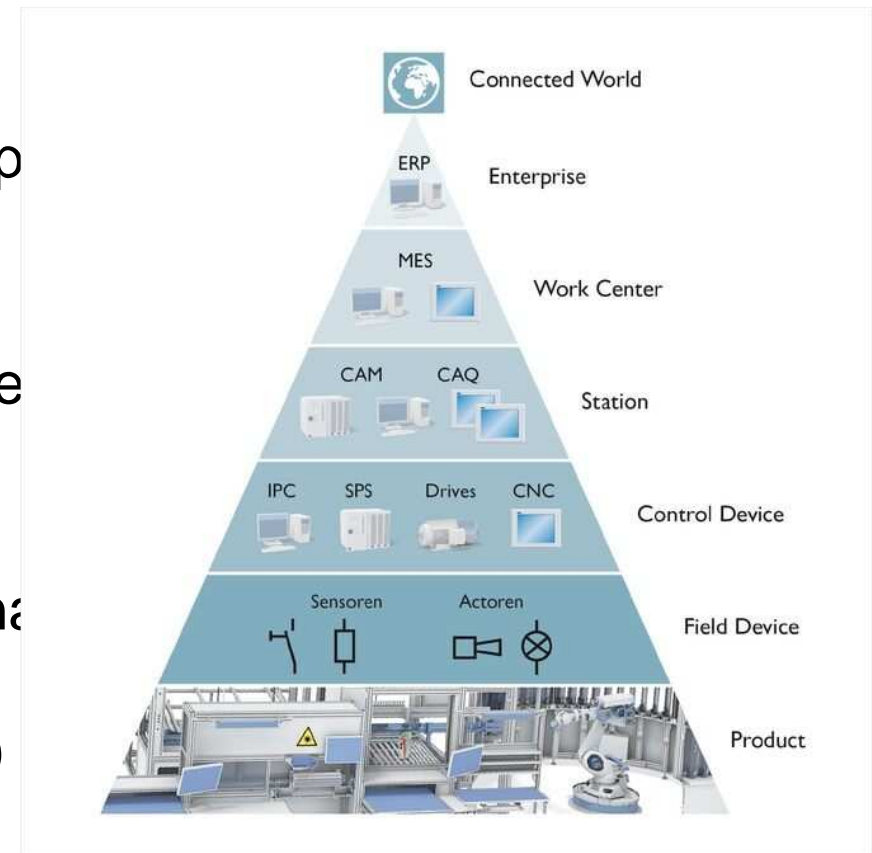 Connected World
ERP
Enterprise
MES
Work Center
CAM CAQ
Station
IPC SPS Drives CNC
Control Device
Sensoren Actoren
Field Device
Product